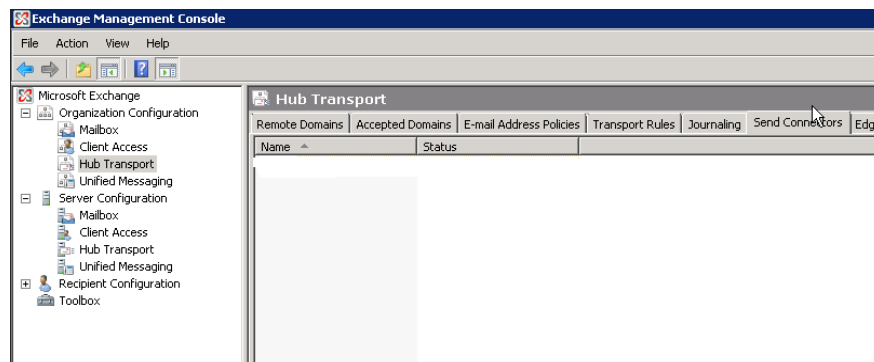 Exchange Management Console
File Action View Help
Microsoft Exchange
Organization Configuration
Mailbox
Client Access
Hub Transport
Unified Messaging
Server Configuration
Mailbox
Client Access
Hub Transport
Unified Messaging
Recipient Configuration
Toolbox
Hub Transport
Remote Domains Accepted Domains E-mail Address Policies Transport Rules Journaling Send Connectors Edg
Name Status